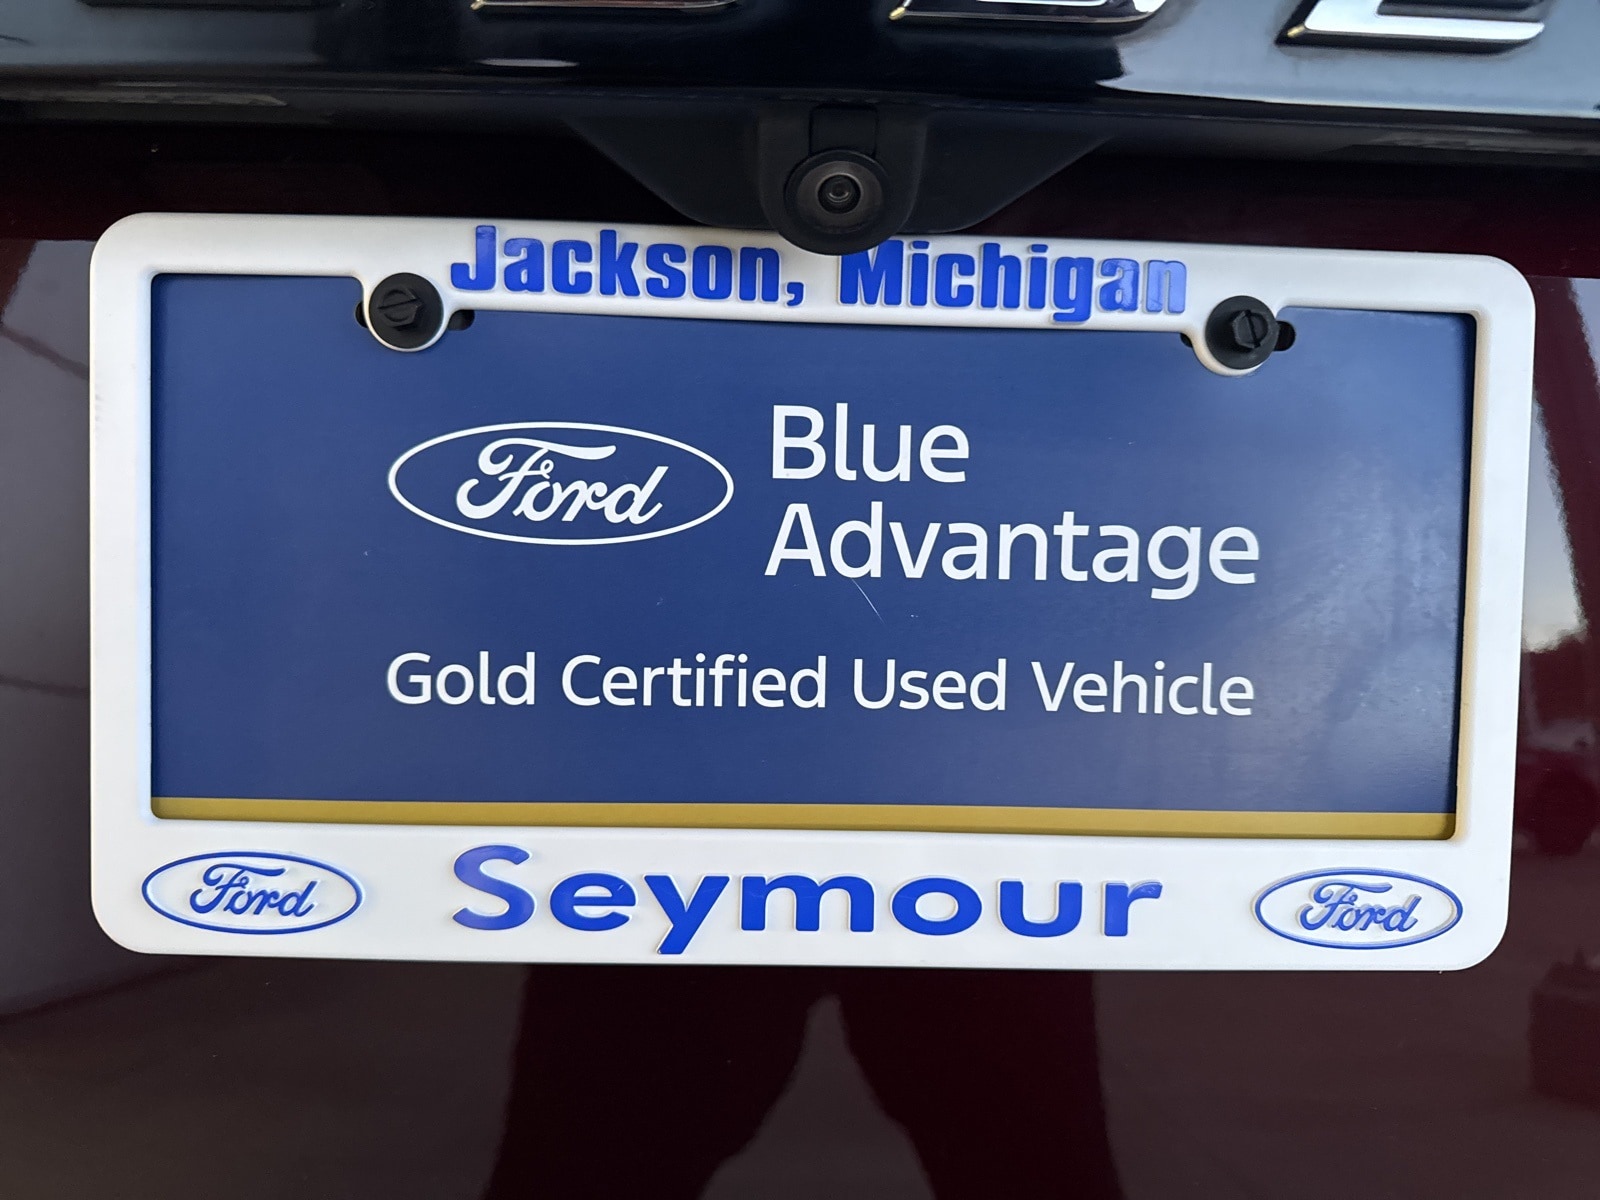 Jackson, Michigan
Ford
Blue
Advantage
Gold Certified Used Vehicle
Ford Seymour Ford